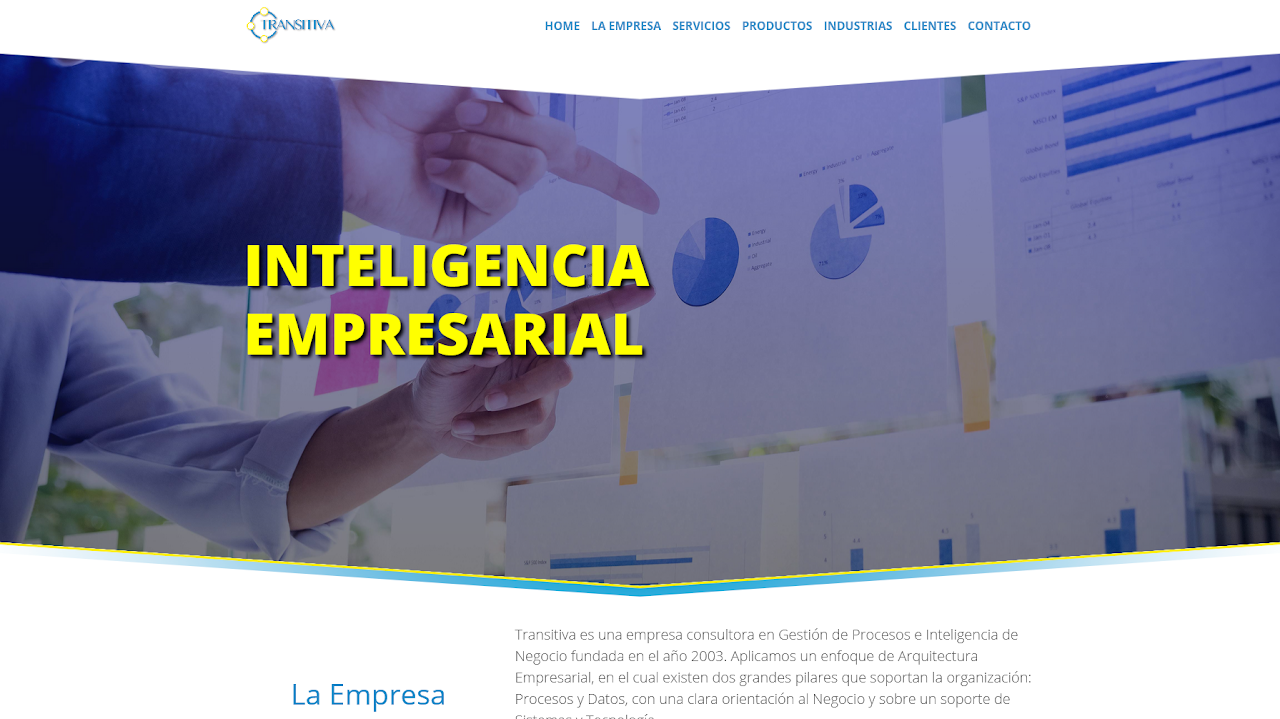 TRANSITIVA
HOME LA EMPRESA SERVICIOS PRODUCTOS INDUSTRIAS CLIENTES CONTACTO
INTELIGENCIA
EMPRESARIAL
La Empresa
Transitiva es una empresa consultora en Gestión de Procesos e Inteligencia de
Negocio fundada en el año 2003. Aplicamos un enfoque de Arquitectura
Empresarial, en el cual existen dos grandes pilares que soportan la organización:
Procesos y Datos, con una clara orientación al Negocio y sobre un soporte de
Sistemas y Tecnología.